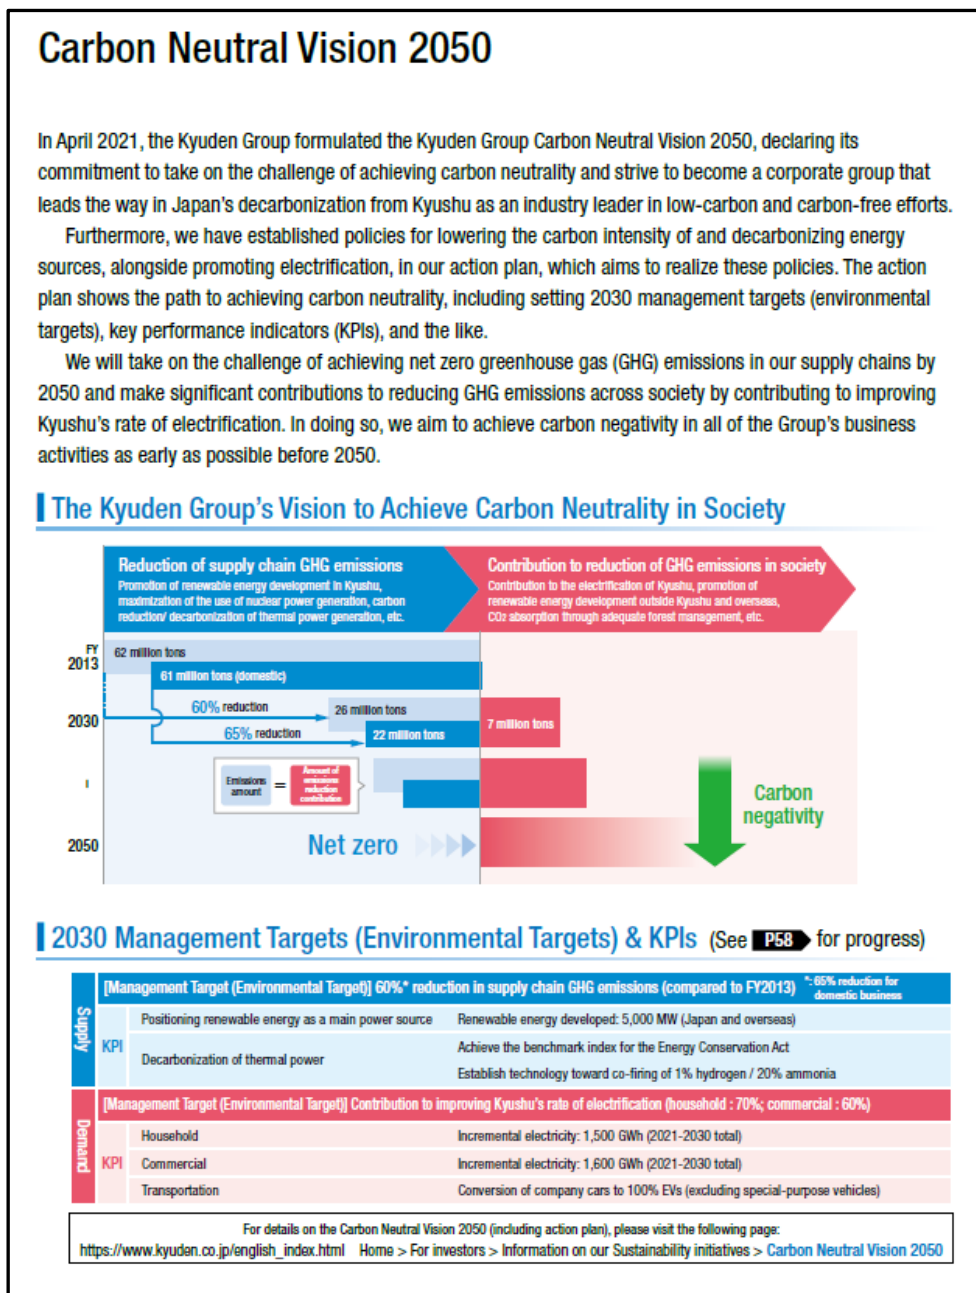 Carbon Neutral Vision 2050
In April 2021, the Kyuden Group formulated the Kyuden Group Carbon Neutral Vision 2050, declaring its
commitment to take on the challenge of achieving carbon neutrality and strive to become a corporate group that
leads the way in Japan's decarbonization from Kyushu as an industry leader in low-carbon and carbon-free efforts.
Furthermore, we have established policies for lowering the carbon intensity of and decarbonizing energy
sources, alongside promoting electrification, in our action plan, which aims to realize these policies. The action
plan shows the path to achieving carbon neutrality, including setting 2030 management targets (environmental
targets), key performance indicators (KPIs), and the like.
We will take on the challenge of achieving net zero greenhouse gas (GHG) emissions in our supply chains by
2050 and make significant contributions to reducing GHG emissions across society by contributing to improving
Kyushu's rate of electrification. In doing so, we aim to achieve carbon negativity in all of the Group's business
activities as early as possible before 2050.
The Kyuden Group's Vision to Achieve Carbon Neutrality in Society
Reduction of supply chain GHG emissions
Promotion of renewable energy development in Kyushu,
maximization of the use of nuclear power generation, carbon
reduction/ decarbonization of thermal power generation, etc.
Contribution to reduction of GHG emissions in society
Contribution to the electrification of Kyushu, promotion of
renewable energy development outside Kyushu and overseas,
CO2 absorption through adequate forest management, etc.
FY
2013
62 million tons
61 million tons (domestic)
2030
60% reduction
26 million tons
65% reduction
22 million tons
7 million tons
Emissions
amount
=
Amount of
emissions
reduction
contribution
Carbon
negativity
2050
Net zero
2030 Management Targets (Environmental Targets) & KPIs (See P58 for progress)
Supply
[Management Target (Environmental Target)] 60%* reduction in supply chain GHG emissions (compared to FY2013)
*: 65% reduction for
domestic business
KPI
Positioning renewable energy as a main power source
Renewable energy developed: 5,000 MW (Japan and overseas)
Decarbonization of thermal power
Achieve the benchmark index for the Energy Conservation Act
Establish technology toward co-firing of 1% hydrogen / 20% ammonia
Demand
[Management Target (Environmental Target)] Contribution to improving Kyushu's rate of electrification (household : 70%; commercial : 60%)
KPI
Household
Incremental electricity: 1,500 GWh (2021-2030 total)
Commercial
Incremental electricity: 1,600 GWh (2021-2030 total)
Transportation
Conversion of company cars to 100% EVs (excluding special-purpose vehicles)
For details on the Carbon Neutral Vision 2050 (including action plan), please visit the following page:
https://www.kyuden.co.jp/english_index.html Home > For investors > Information on our Sustainability initiatives > Carbon Neutral Vision 2050